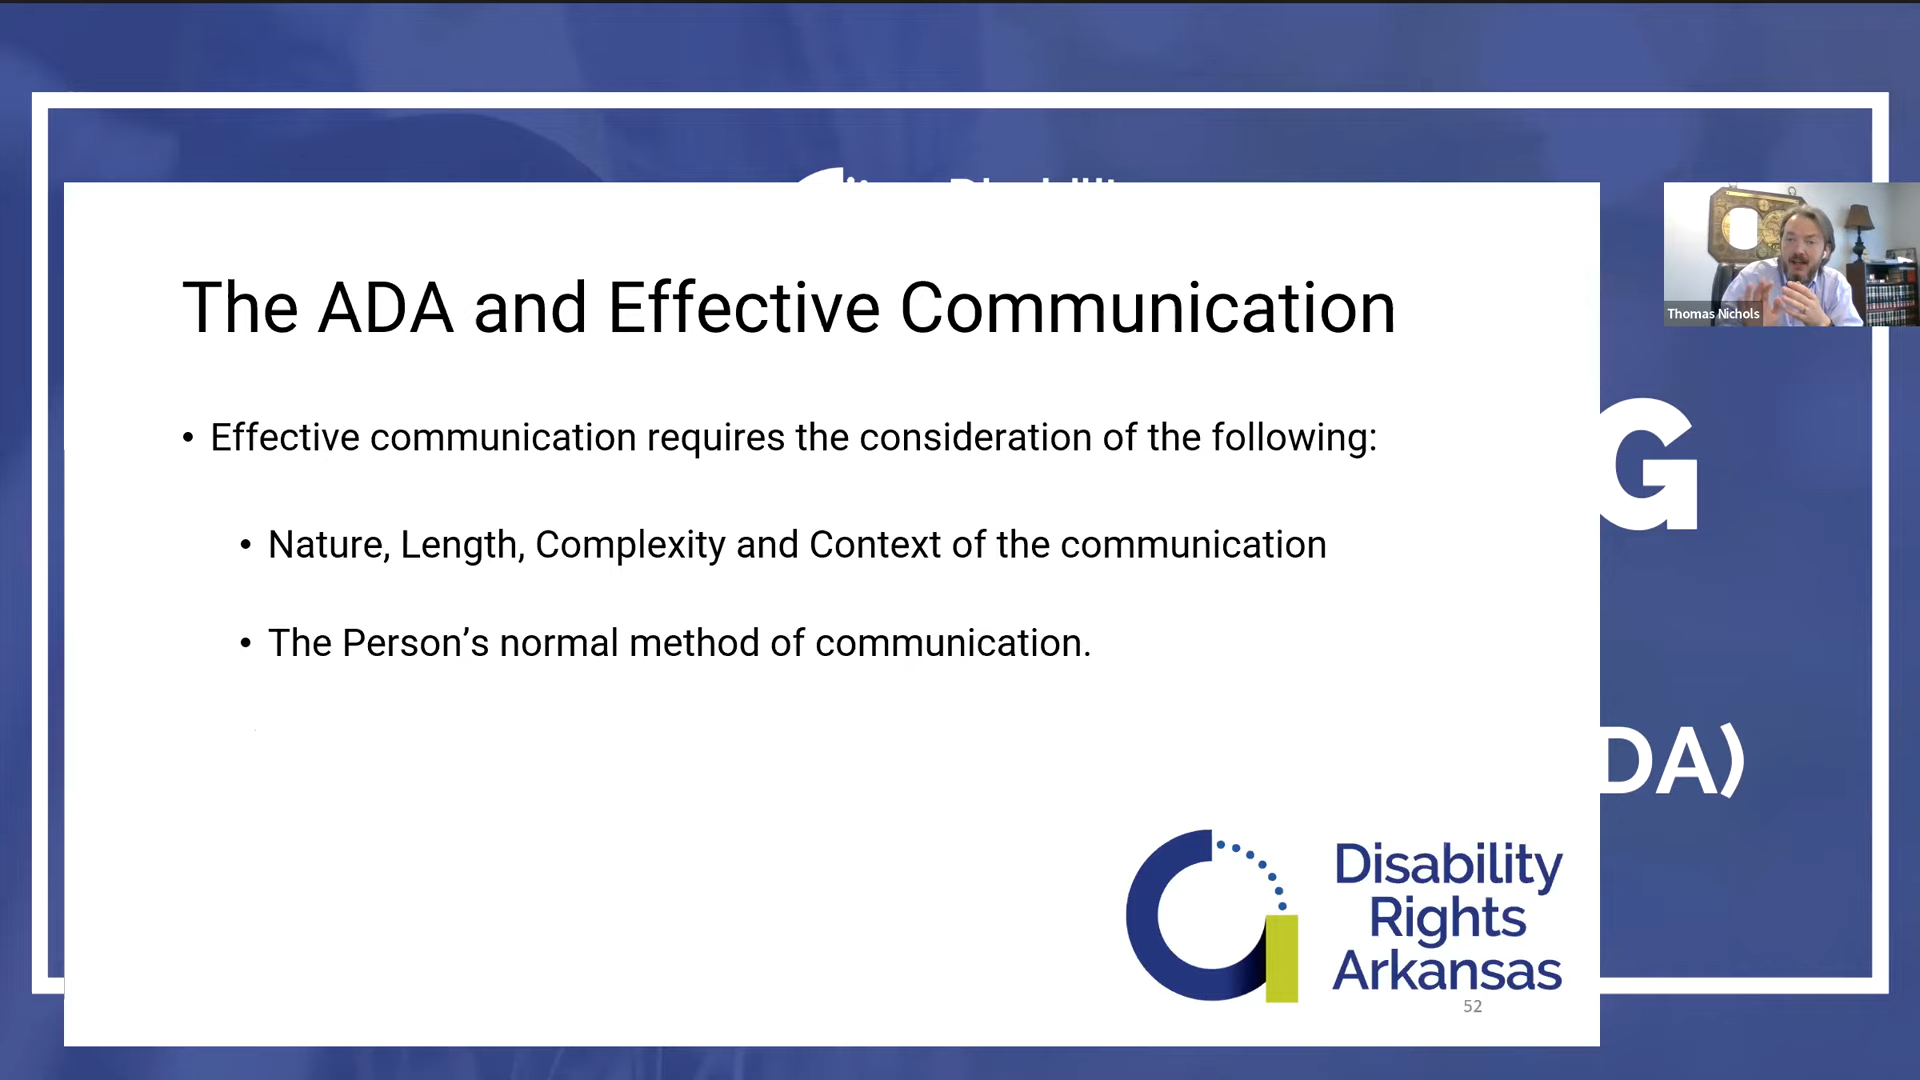 The ADA and Effective Communication
• Effective communication requires the consideration of the following:
• Nature, Length, Complexity and Context of the communication
• The Person’s normal method of communication.
Disability
Rights
Arkansas
52
Thomas Nichols
G
DA)